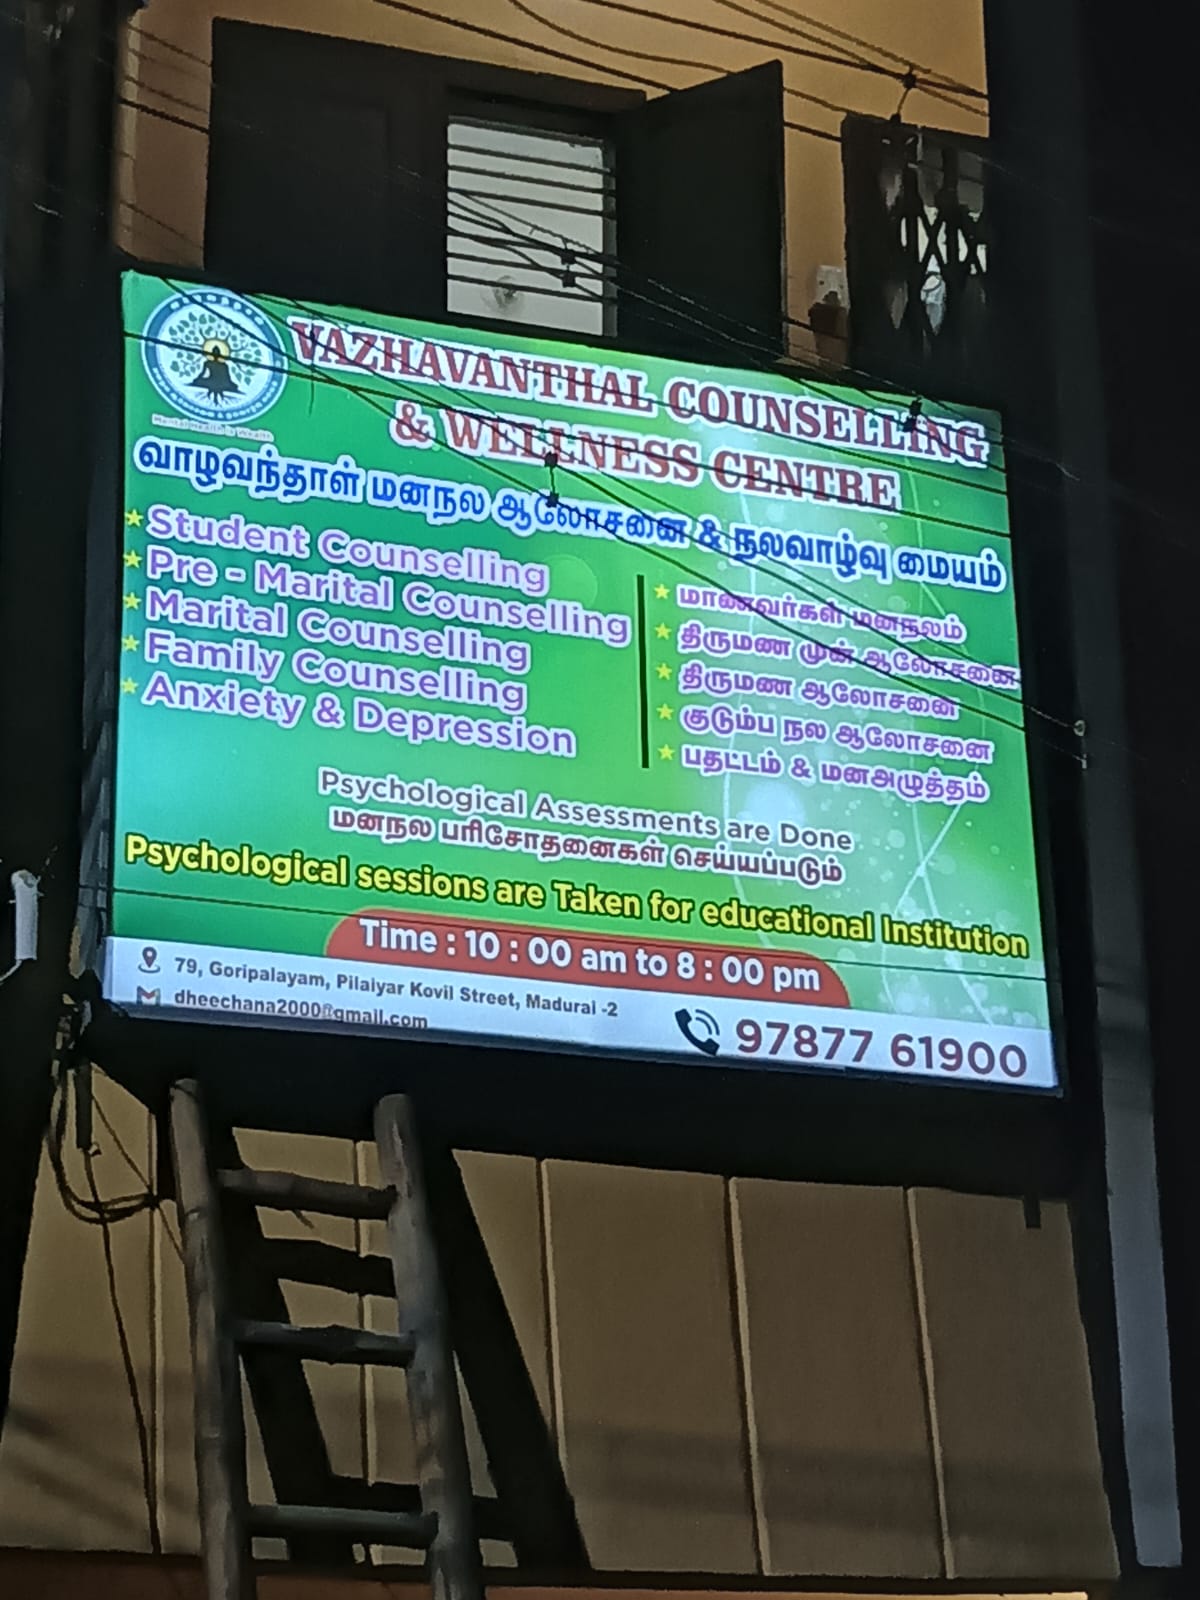 VAZHAVANTHAL COUNSELLING
& WELLNESS CENTRE
வாழவந்தாள் மனநல ஆலோசனை & நலவாழ்வு மையம்
Student Counselling
Pre - Marital Counselling
Marital Counselling
Family Counselling
Anxiety & Depression
மாணவர்கள் மனநலம்
திருமண முன் ஆலோசனை
திருமண ஆலோசனை
குடும்ப நல ஆலோசனை
பதட்டம் & மனஅழுத்தம்
Psychological Assessments are Done
மனநல பரிசோதனைகள் செய்யப்படும்
Psychological sessions are Taken for educational Institution
Time : 10 : 00 am to 8 : 00 pm
79, Goripalayam, Pilaiyar Kovil Street, Madurai -2
dheechana2000@gmail.com
97877 61900